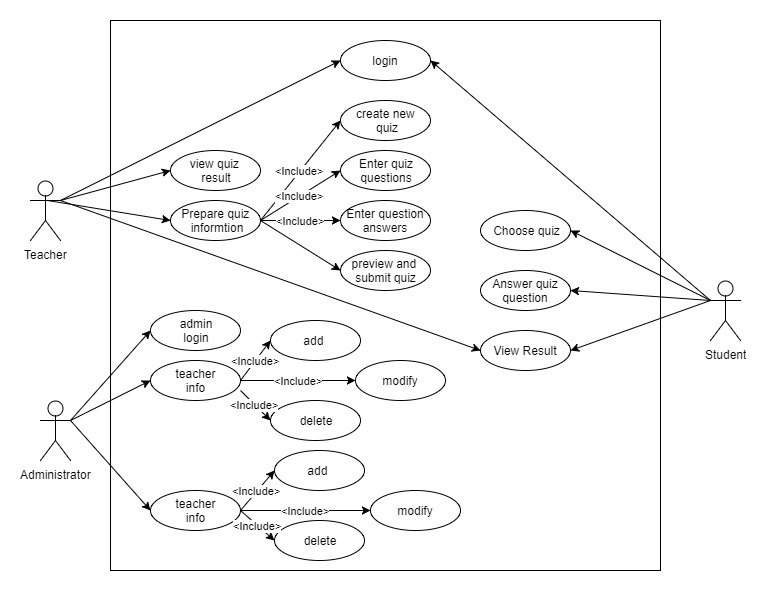 login
create new
quiz
view quiz
result
<Include>
Enter quiz
questions
<Include>
Prepare quiz
informtion
<Include>
Enter question
answers
Teacher
preview and
submit quiz
Choose quiz
Answer quiz
question
View Result
Student
admin
login
add
<Include>
teacher
info
<Include>
modify
<Include>
delete
Administrator
add
<Include>
teacher
info
<Include>
modify
<Include>
delete